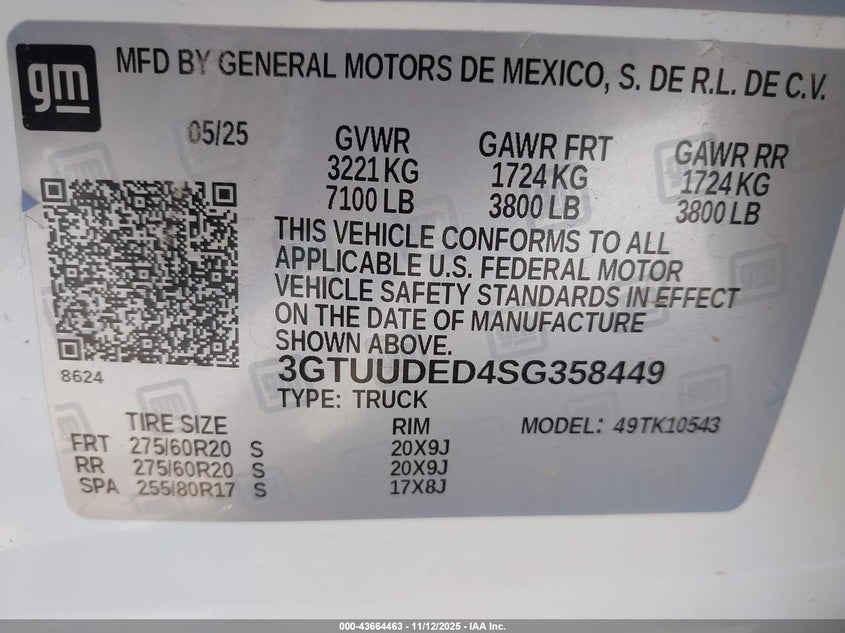 gm MFD BY GENERAL MOTORS DE MEXICO, S. DE R.L. DE C.V.
05/25 GVWR GAWR FRT GAWR RR
3221 KG 1724 KG 1724 KG
7100 LB 3800 LB 3800 LB
THIS VEHICLE CONFORMS TO ALL
APPLICABLE U.S. FEDERAL MOTOR
VEHICLE SAFETY STANDARDS IN EFFECT
ON THE DATE OF MANUFACTURE
SHOWN ABOVE.
8624 3GTUUDED4SG358449
TYPE: TRUCK
TIRE SIZE RIM MODEL: 49TK10543
FRT 275/60R20 S 20X9J
RR 275/60R20 S 20X9J
SPA 255/80R17 S 17X8J
000-43664463 - 11/12/2025 - IAA Inc.